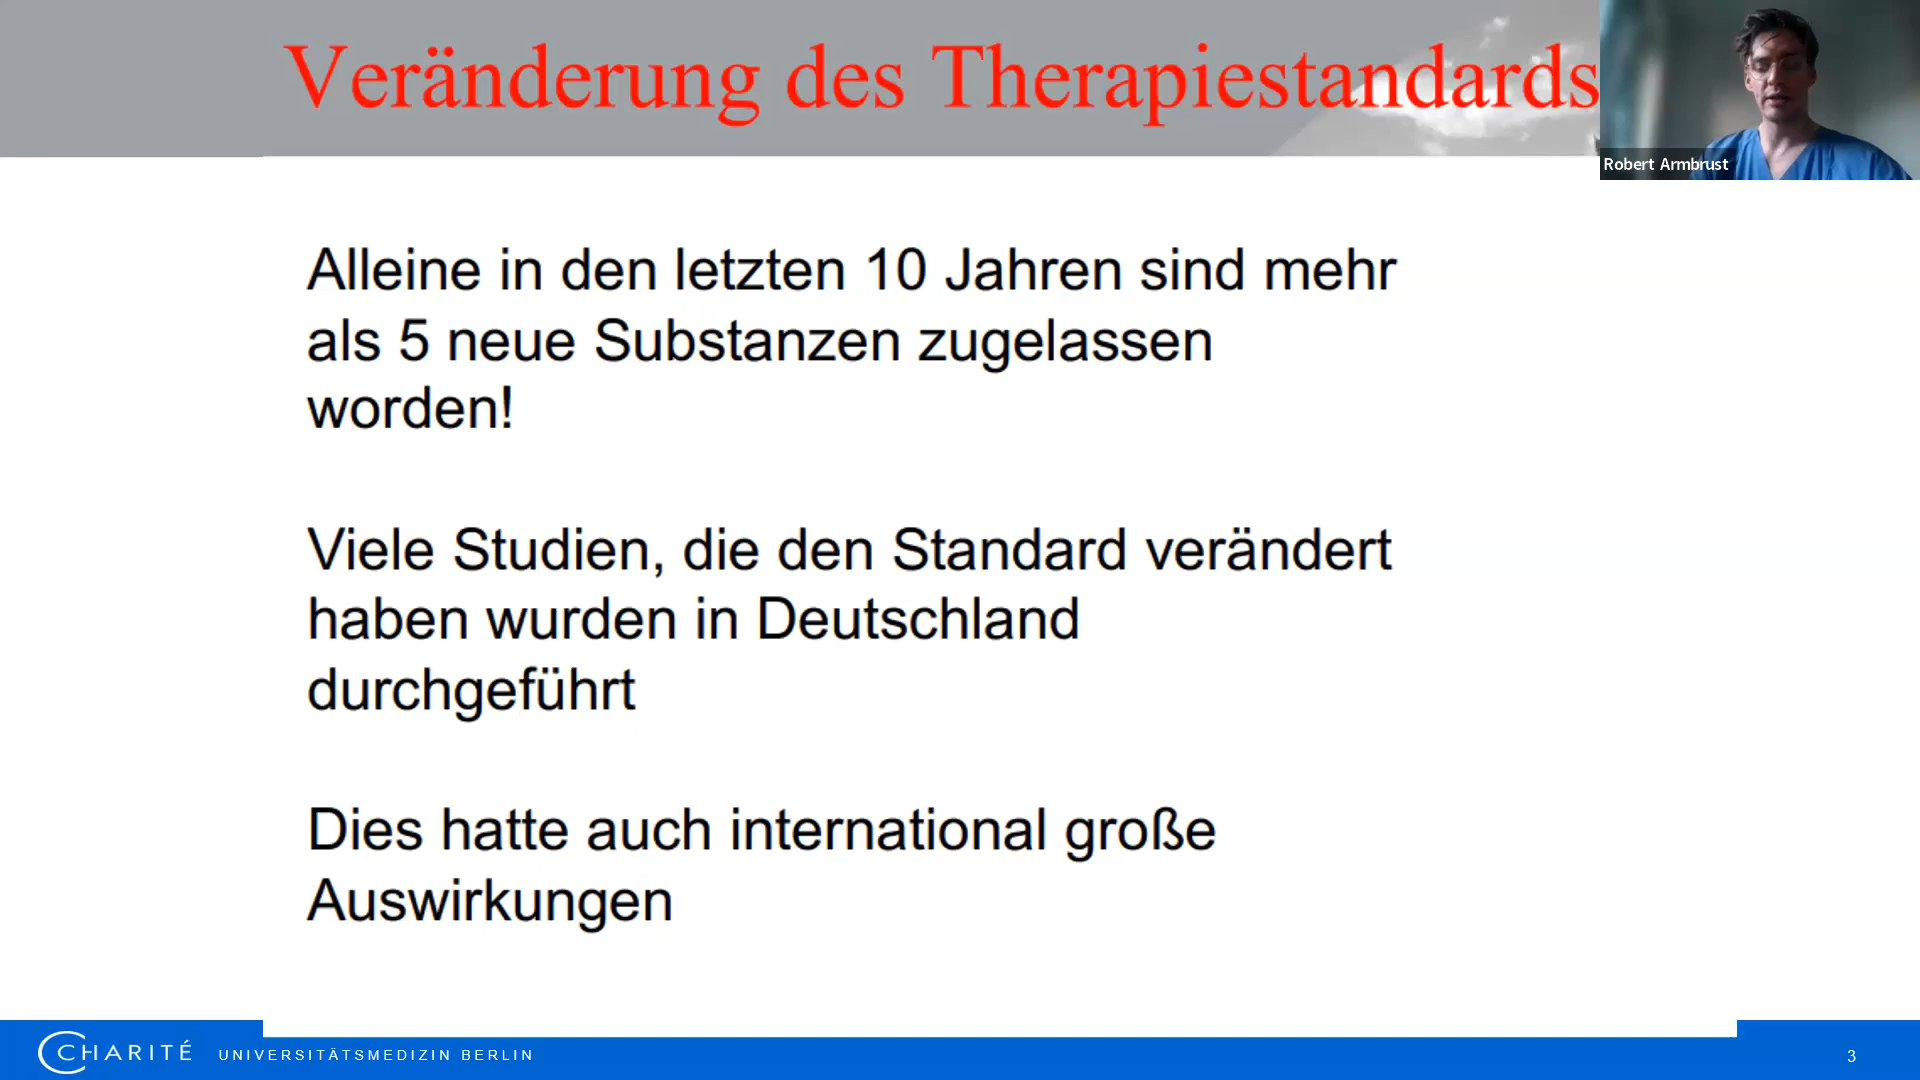 Veränderung des Therapiestandards
Robert Armbrust
Alleine in den letzten 10 Jahren sind mehr
als 5 neue Substanzen zugelassen
worden!
Viele Studien, die den Standard verändert
haben wurden in Deutschland
durchgeführt
Dies hatte auch international große
Auswirkungen
CHARITÉ UNIVERSITÄTSMEDIZIN BERLIN
3